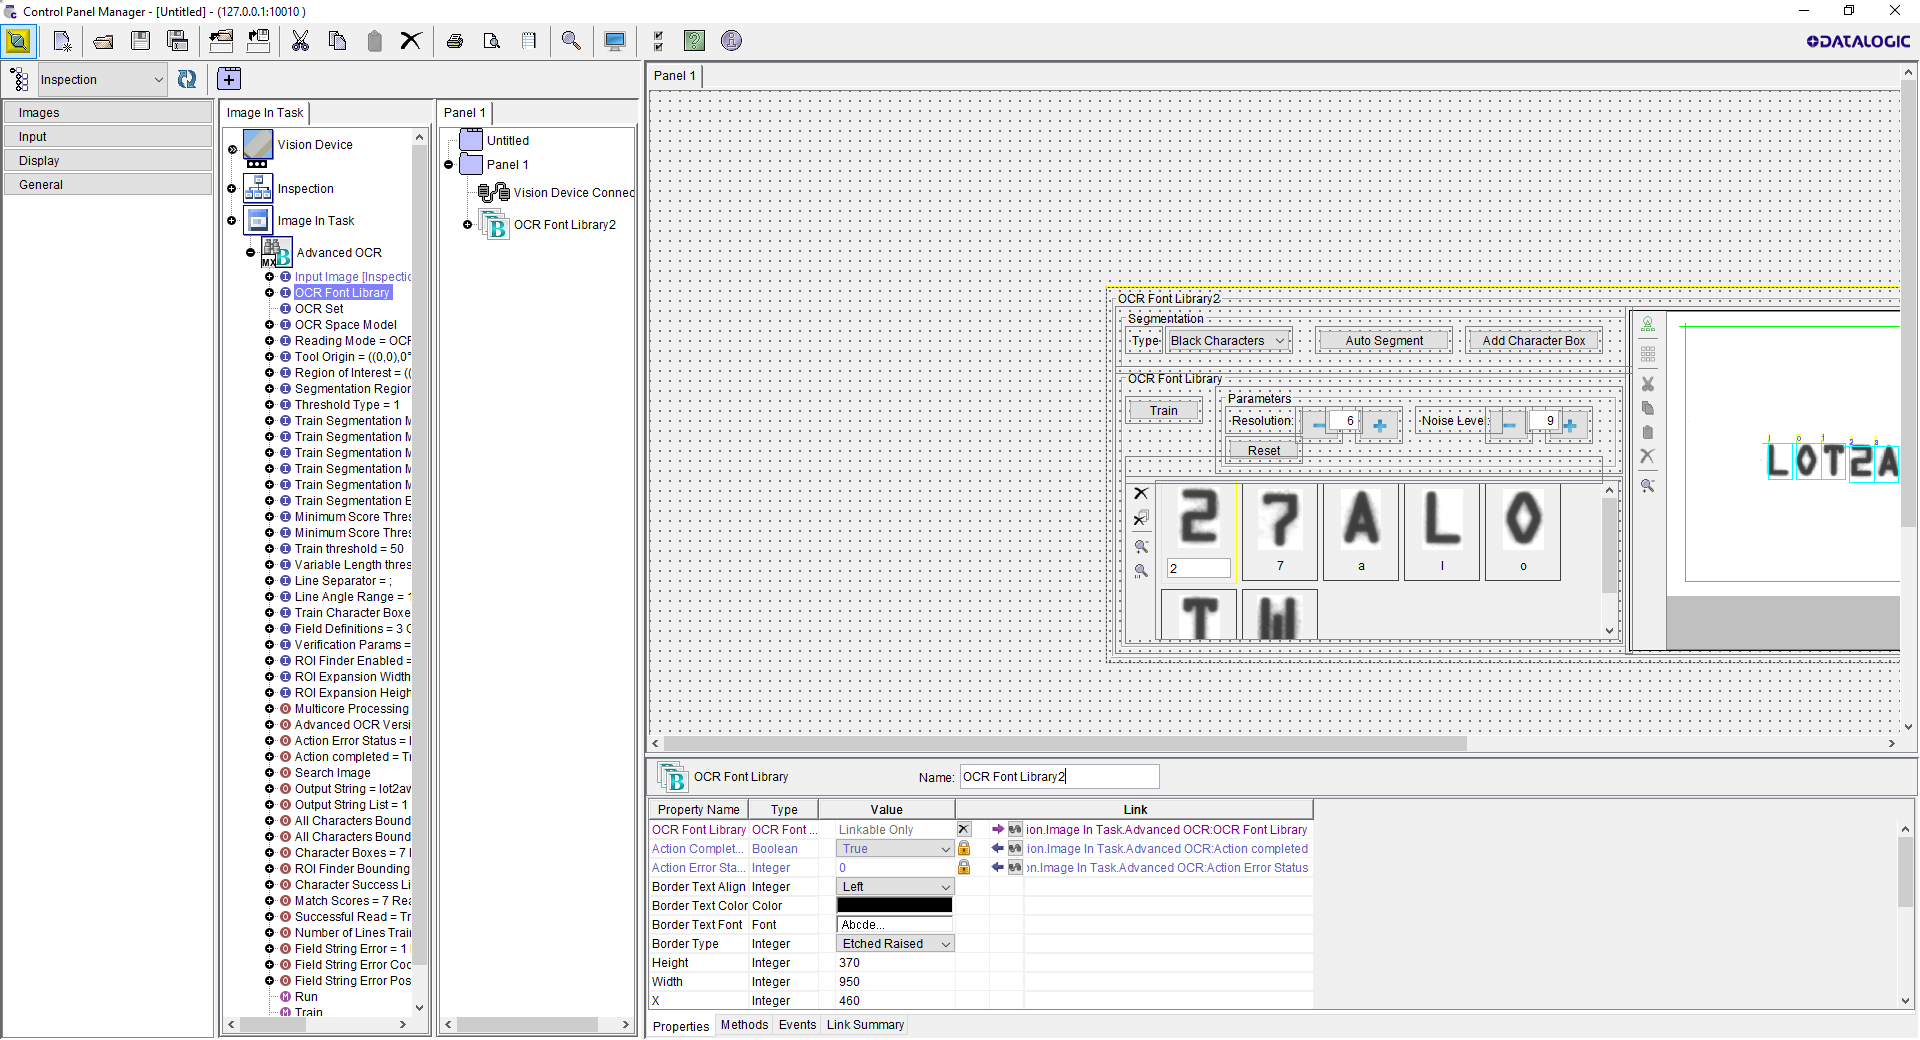 Control Panel Manager - [Untitled] - (127.0.0.1:10010 )
DATALOGIC
Inspection
Images
Input
Display
General
Image In Task
Vision Device
Inspection
Image In Task
Advanced OCR
Input Image [Inspectic
OCR Font Library
OCR Set
OCR Space Model
Reading Mode = OCF
Tool Origin = ((0,0),0°
Region of Interest = ((
Segmentation Region
Threshold Type = 1
Train Segmentation M
Train Segmentation M
Train Segmentation M
Train Segmentation M
Train Segmentation M
Train Segmentation E
Minimum Score Thres
Minimum Score Thres
Train threshold = 50
Variable Length thres
Line Separator = ;
Line Angle Range = 1
Train Character Boxe
Field Definitions = 3 C
Verification Params =
ROI Finder Enabled =
ROI Expansion Width
ROI Expansion Heigh
Multicore Processing
Advanced OCR Versi
Action Error Status = I
Action completed = Tr
Search Image
Output String = lot2aw
Output String List = 1
All Characters Bound
All Characters Bound
Character Boxes = 7 I
ROI Finder Bounding
Character Success Li
Match Scores = 7 Rea
Successful Read = Tr
Number of Lines Trai
Field String Error = 1
Field String Error Coc
Field String Error Pos
Run
Train
Panel 1
Untitled
Panel 1
Vision Device Connec
OCR Font Library2
Panel 1
OCR Font Library2
Segmentation
Type
Black Characters
Auto Segment
Add Character Box
OCR Font Library
Train
Parameters
Resolution: 6
Noise Level: 9
Reset
2 7 A L O
2 7 a l o
T W
l o t 2 a
LOT2A
OCR Font Library
Name: OCR Font Library2
Property Name Type Value Link
OCR Font Library OCR Font ... Linkable Only ion.Image In Task.Advanced OCR:OCR Font Library
Action Complet... Boolean True ion.Image In Task.Advanced OCR:Action completed
Action Error Sta... Integer 0 on.Image In Task.Advanced OCR:Action Error Status
Border Text Align Integer Left
Border Text Color Color
Border Text Font Font Abcde...
Border Type Integer Etched Raised
Height Integer 370
Width Integer 950
X Integer 460
Properties Methods Events Link Summary